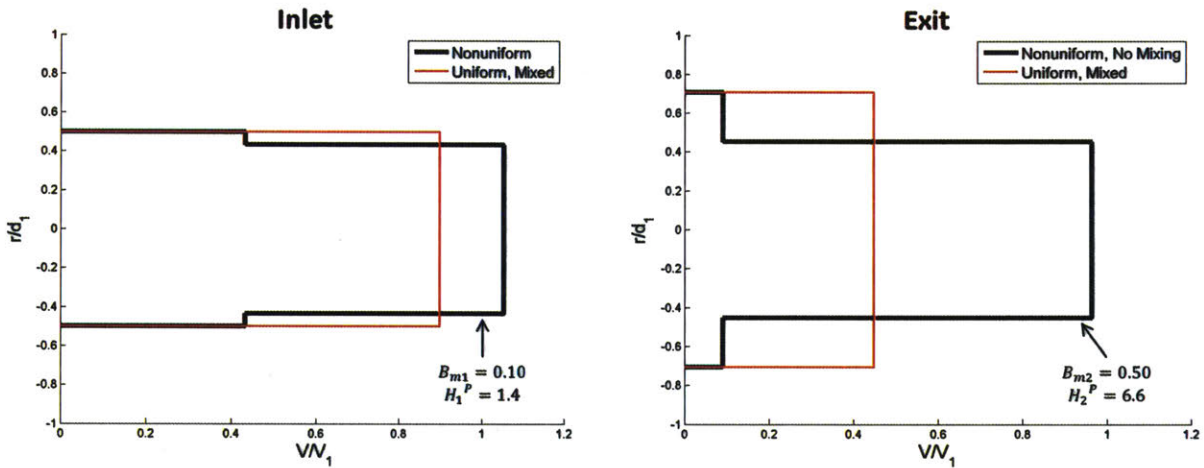 Inlet
Nonuniform
Uniform, Mixed
1
0.8
0.6
0.4
0.2
0
-0.2
-0.4
-0.6
-0.8
-1
r/d₁
0 0.2 0.4 0.6 0.8 1 1.2
V/V₁
Bₘ₁ = 0.10
H₁ᴾ = 1.4
Exit
Nonuniform, No Mixing
Uniform, Mixed
1
0.8
0.6
0.4
0.2
0
-0.2
-0.4
-0.6
-0.8
-1
r/d₁
0 0.2 0.4 0.6 0.8 1 1.2
V/V₁
Bₘ₂ = 0.50
H₂ᴾ = 6.6